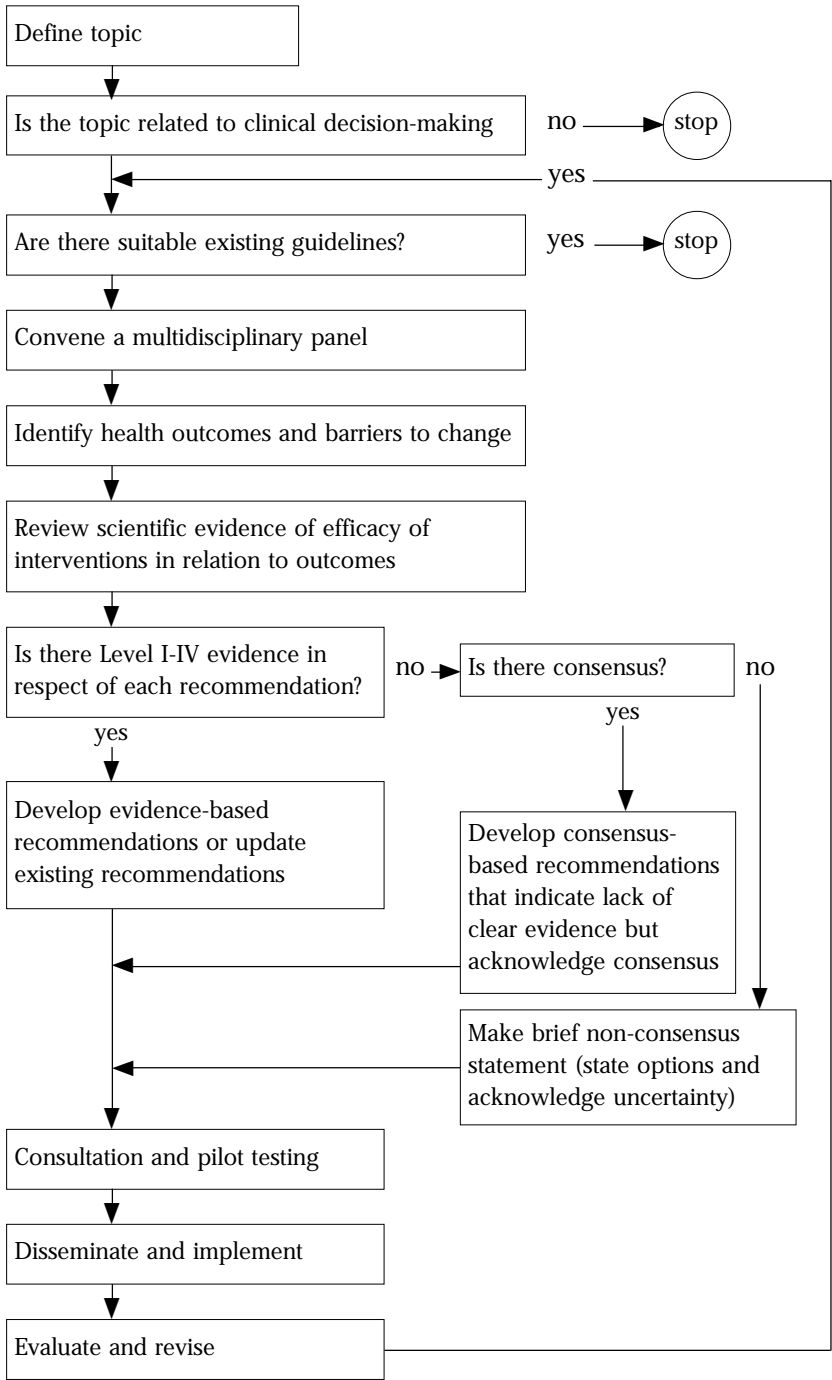 Define topic
Is the topic related to clinical decision-making
no
stop
yes
Are there suitable existing guidelines?
yes
stop
Convene a multidisciplinary panel
Identify health outcomes and barriers to change
Review scientific evidence of efficacy of
interventions in relation to outcomes
Is there Level I-IV evidence in
respect of each recommendation?
no
Is there consensus?
no
yes
yes
Develop evidence-based
recommendations or update
existing recommendations
Develop consensus-
based recommendations
that indicate lack of
clear evidence but
acknowledge consensus
Make brief non-consensus
statement (state options and
acknowledge uncertainty)
Consultation and pilot testing
Disseminate and implement
Evaluate and revise